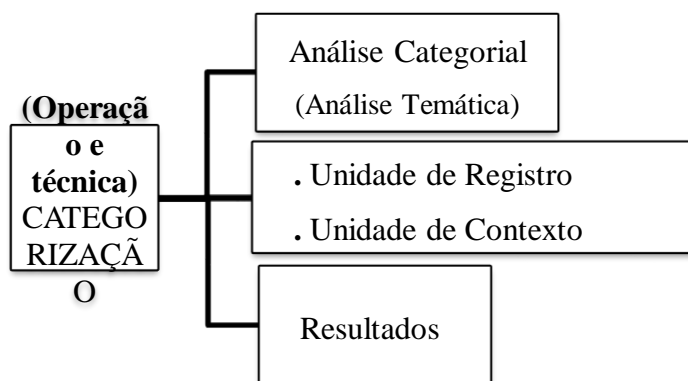 (Operaçã
o e
técnica)
CATEGO
RIZAÇÃ
O
Análise Categorial
(Análise Temática)
. Unidade de Registro
. Unidade de Contexto
Resultados